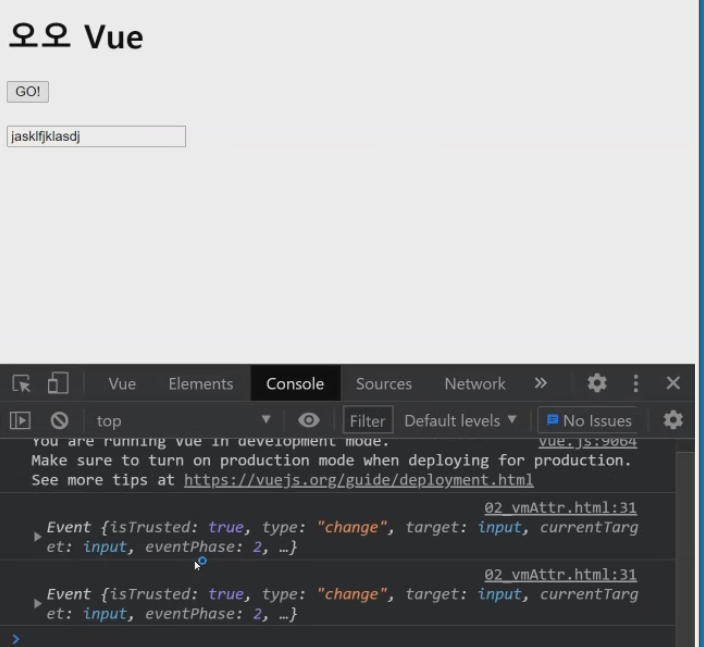 오오 Vue
GO!
jasklfjklasdj
Vue Elements Console Sources Network »
top Filter Default levels ▼ No Issues
You are running Vue in development mode. vue.js:9064
Make sure to turn on production mode when deploying for production.
See more tips at https://vuejs.org/guide/deployment.html
02_vmAttr.html:31
Event {isTrusted: true, type: "change", target: input, currentTarg
et: input, eventPhase: 2, …}
02_vmAttr.html:31
Event {isTrusted: true, type: "change", target: input, currentTarg
et: input, eventPhase: 2, …}
>